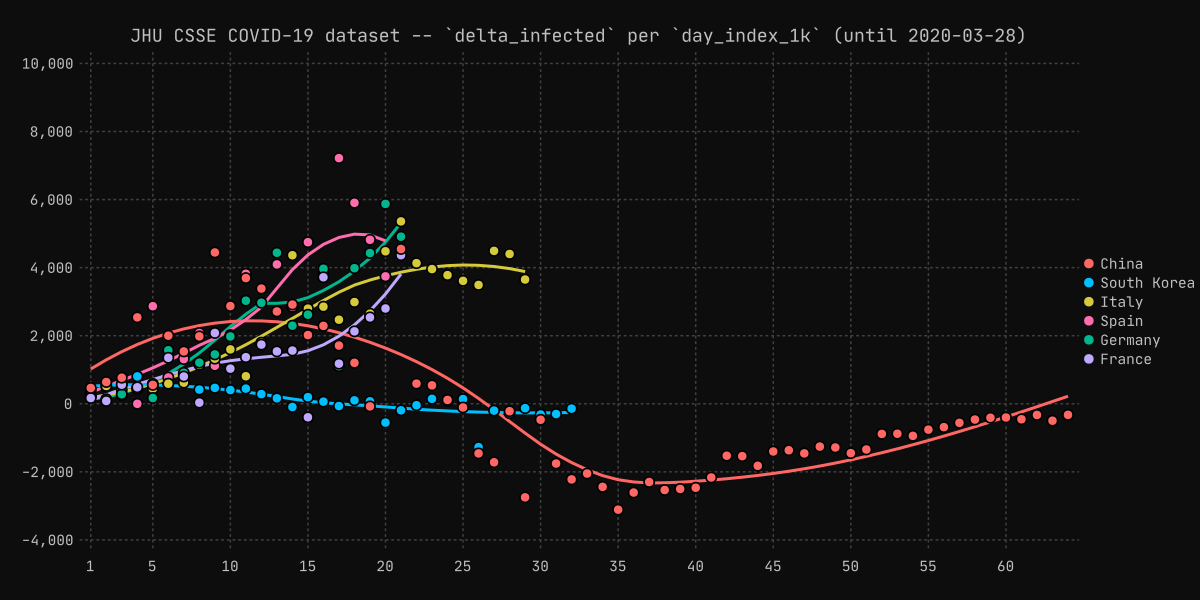 JHU CSSE COVID-19 dataset -- `delta_infected` per `day_index_1k` (until 2020-03-28)
10,000
8,000
6,000
4,000
2,000
0
-2,000
-4,000
1 5 10 15 20 25 30 35 40 45 50 55 60
China
South Korea
Italy
Spain
Germany
France